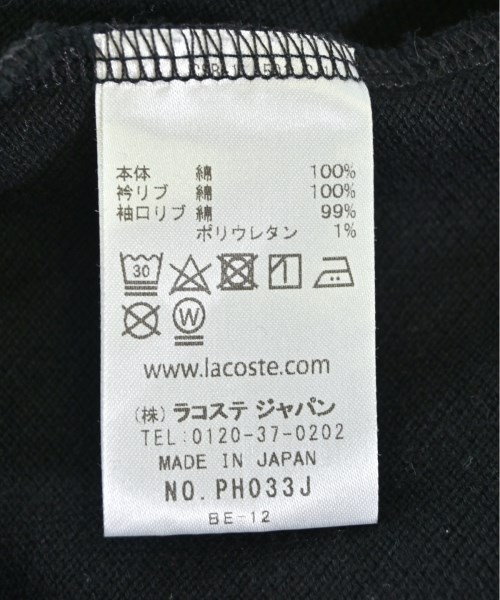 本体 綿 100%
衿リブ 綿 100%
袖口リブ 綿 99%
ポリウレタン 1%
30
W
www.lacoste.com
(株) ラコステ ジャパン
TEL:0120-37-0202
MADE IN JAPAN
NO. PH033J
BE-12